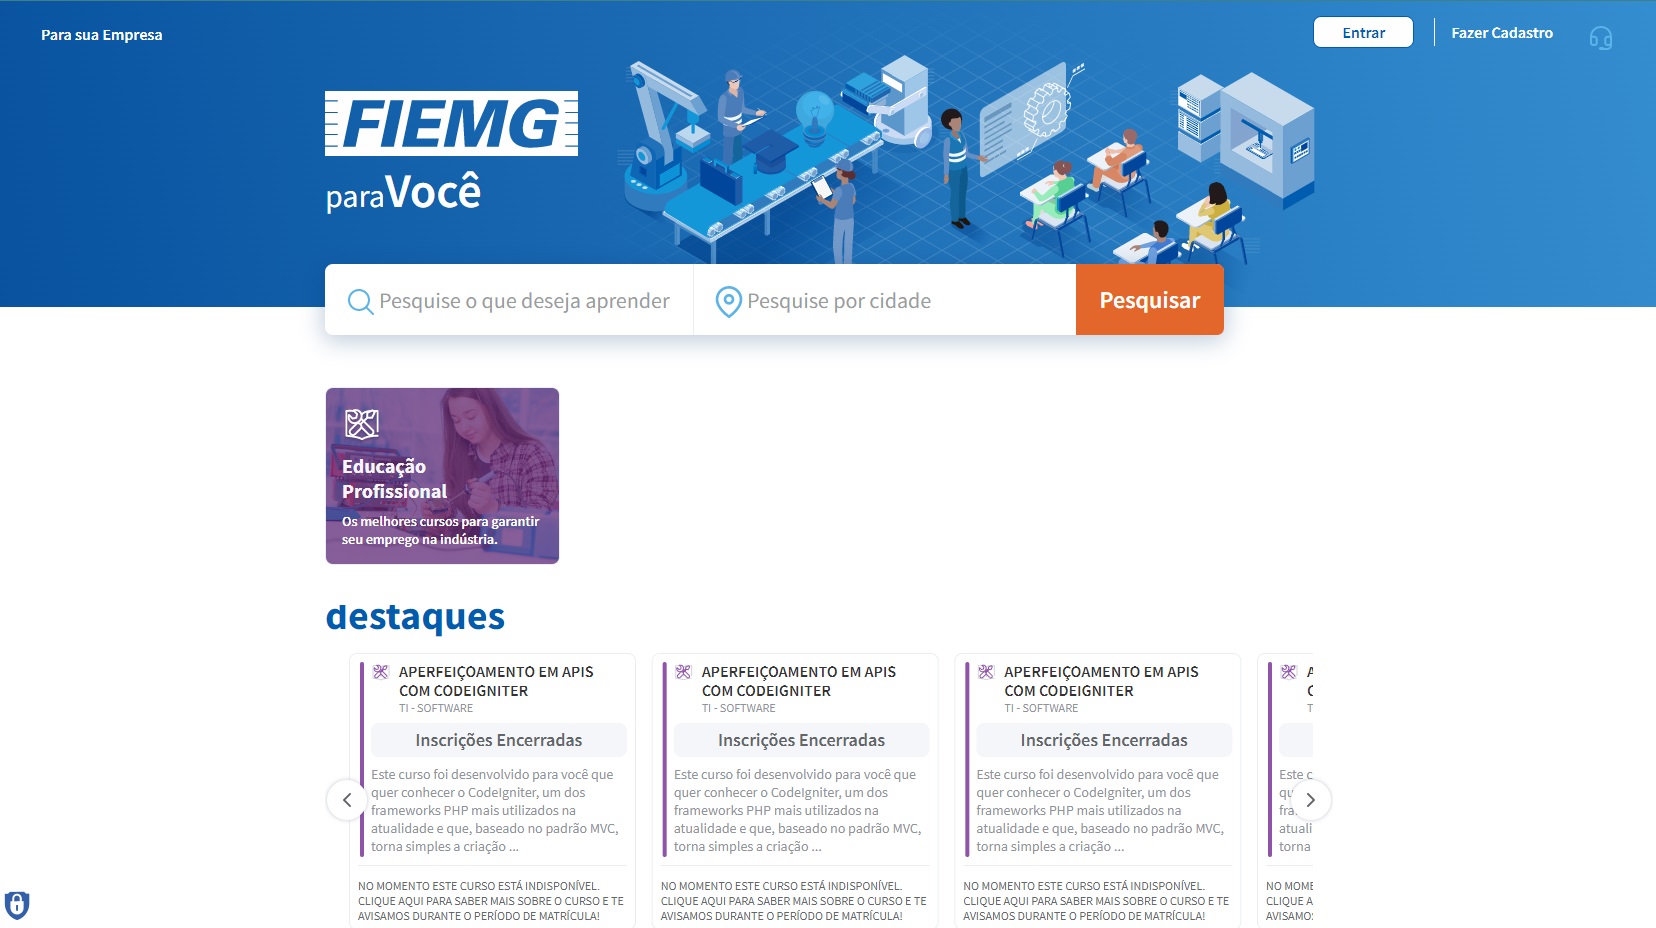 Para sua Empresa
Entrar
Fazer Cadastro
FIEMG
paraVocê
Pesquise o que deseja aprender
Pesquise por cidade
Pesquisar
Educação
Profissional
Os melhores cursos para garantir
seu emprego na indústria.
destaques
APERFEIÇOAMENTO EM APIS
COM CODEIGNITER
TI - SOFTWARE
Inscrições Encerradas
Este curso foi desenvolvido para você que
quer conhecer o CodeIgniter, um dos
frameworks PHP mais utilizados na
atualidade e que, baseado no padrão MVC,
torna simples a criação ...
NO MOMENTO ESTE CURSO ESTÁ INDISPONÍVEL.
CLIQUE AQUI PARA SABER MAIS SOBRE O CURSO E TE
AVISAMOS DURANTE O PERÍODO DE MATRÍCULA!
APERFEIÇOAMENTO EM APIS
COM CODEIGNITER
TI - SOFTWARE
Inscrições Encerradas
Este curso foi desenvolvido para você que
quer conhecer o CodeIgniter, um dos
frameworks PHP mais utilizados na
atualidade e que, baseado no padrão MVC,
torna simples a criação ...
NO MOMENTO ESTE CURSO ESTÁ INDISPONÍVEL.
CLIQUE AQUI PARA SABER MAIS SOBRE O CURSO E TE
AVISAMOS DURANTE O PERÍODO DE MATRÍCULA!
APERFEIÇOAMENTO EM APIS
COM CODEIGNITER
TI - SOFTWARE
Inscrições Encerradas
Este curso foi desenvolvido para você que
quer conhecer o CodeIgniter, um dos
frameworks PHP mais utilizados na
atualidade e que, baseado no padrão MVC,
torna simples a criação ...
NO MOMENTO ESTE CURSO ESTÁ INDISPONÍVEL.
CLIQUE AQUI PARA SABER MAIS SOBRE O CURSO E TE
AVISAMOS DURANTE O PERÍODO DE MATRÍCULA!
Este
torna
NO
CLIQUE A